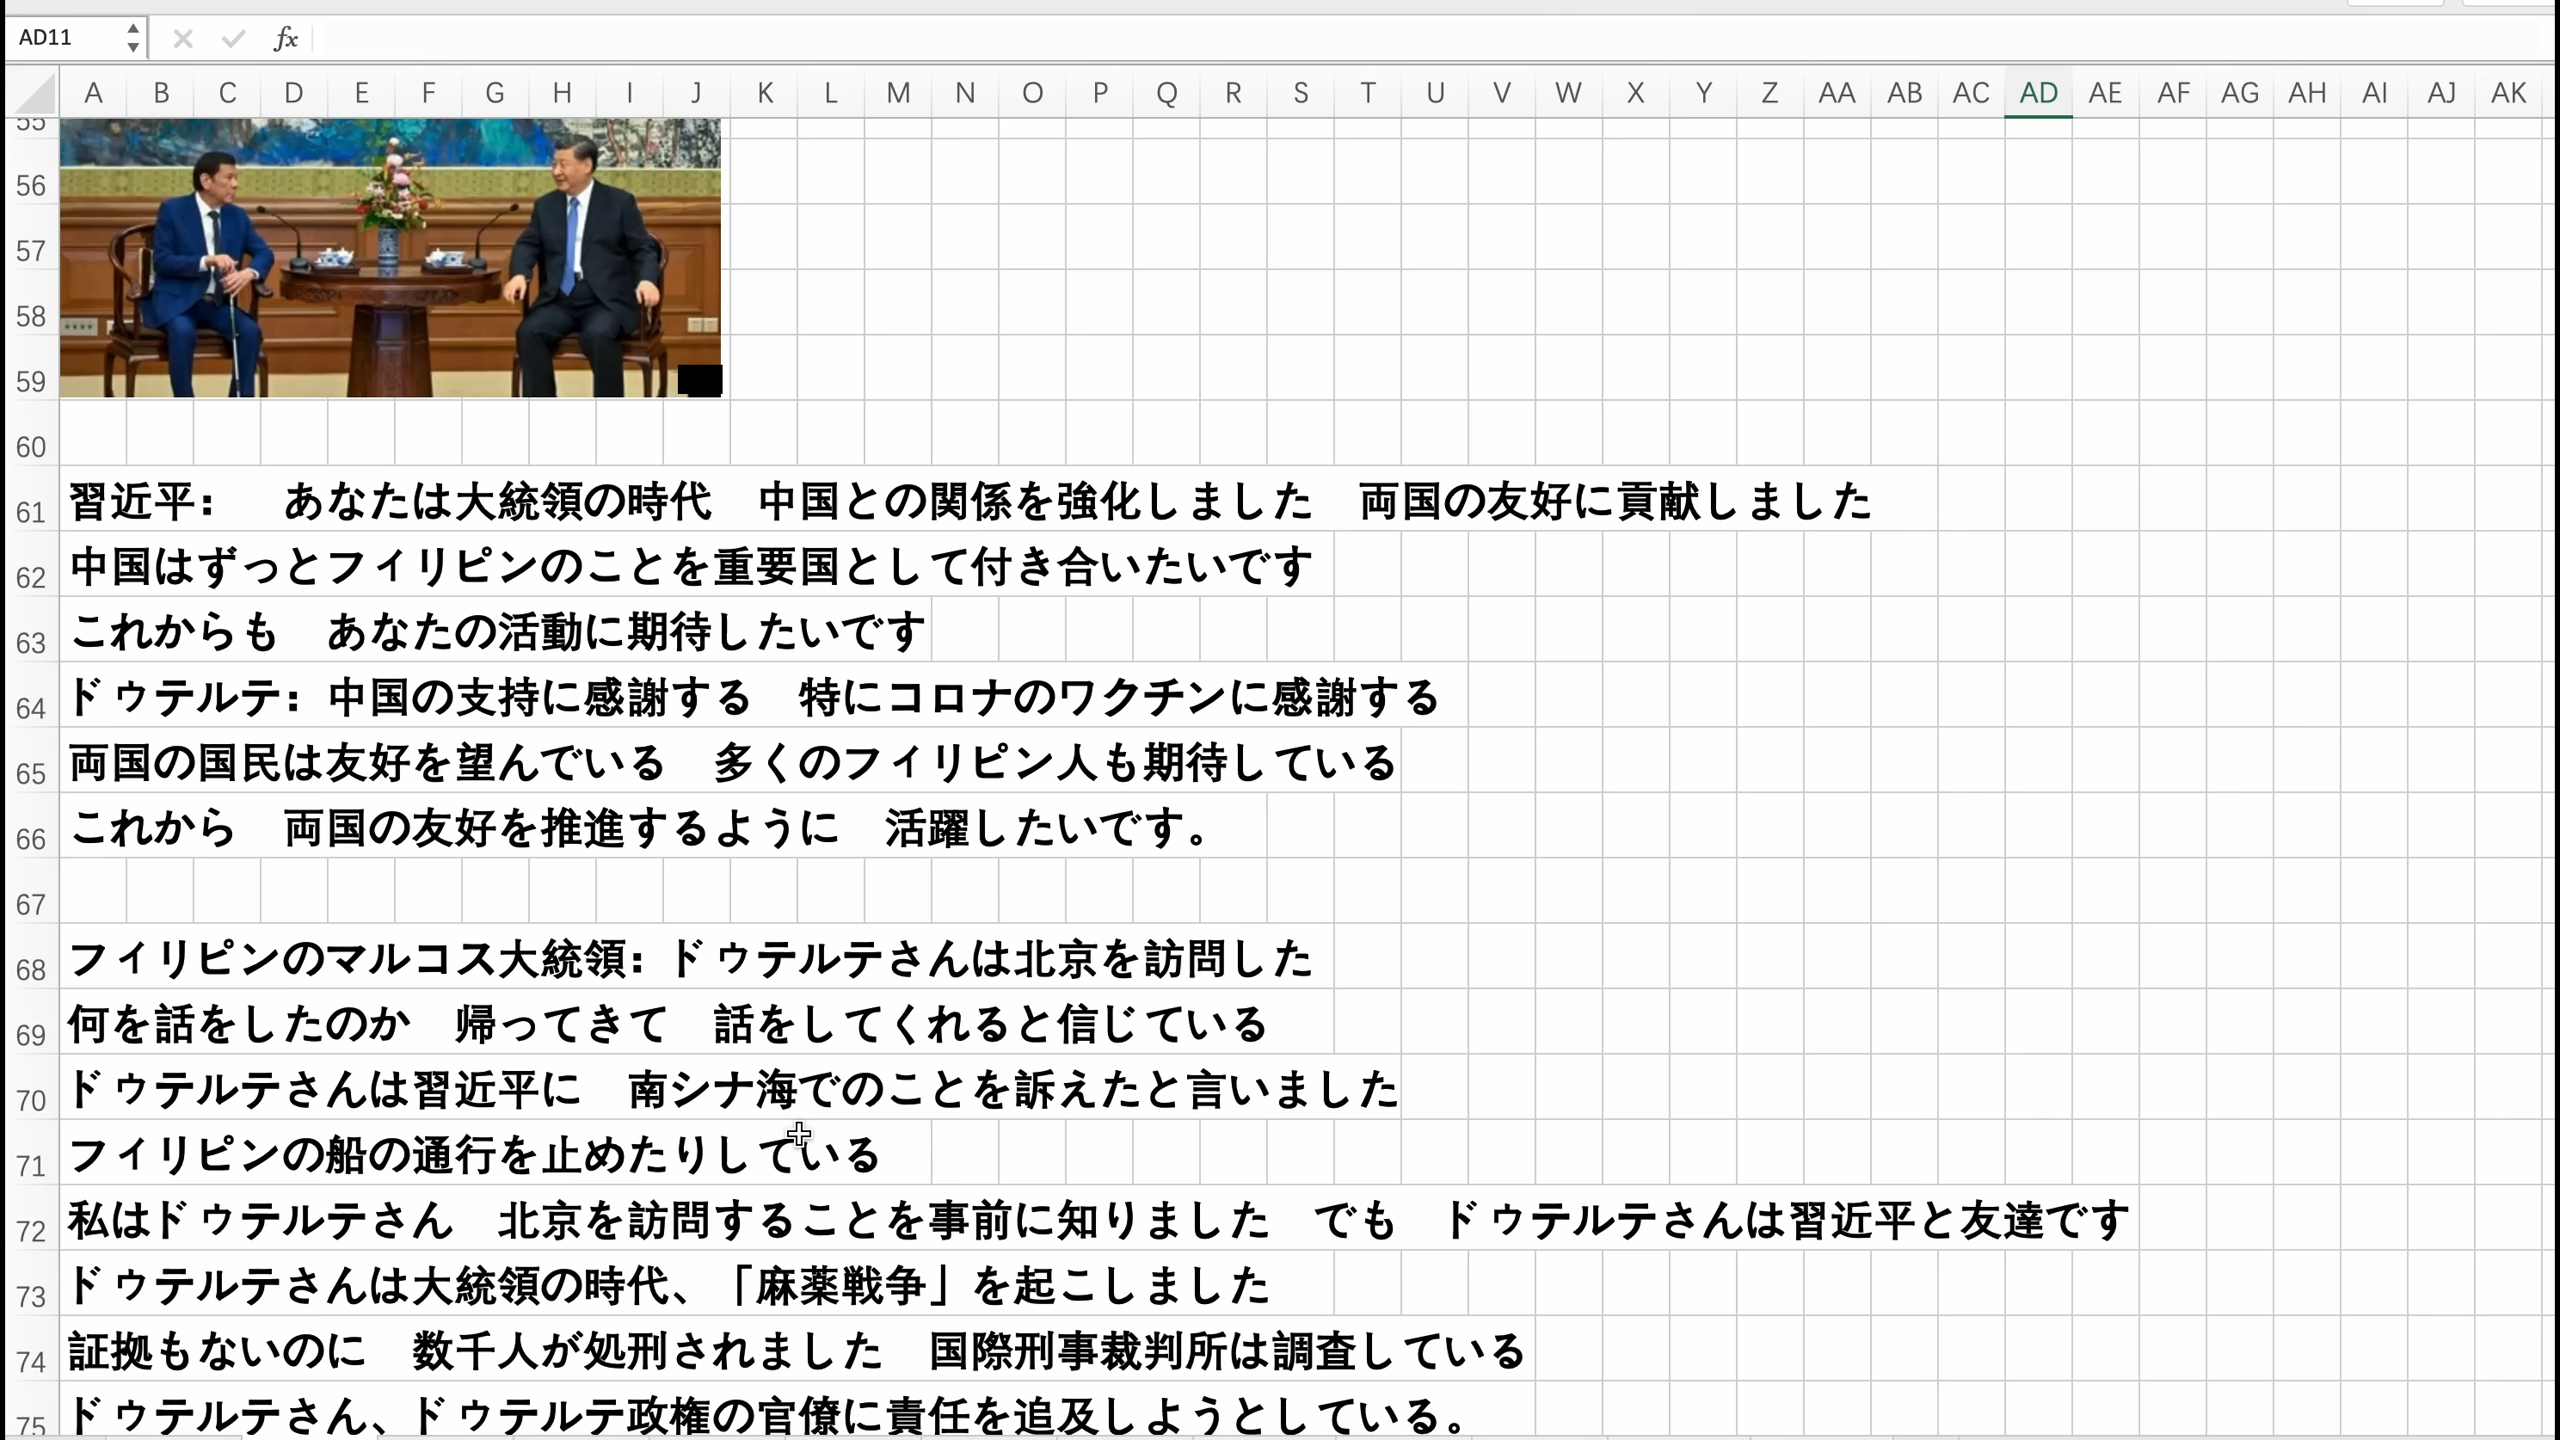 AD11 fx
A B C D E F G H I J K L M N O P Q R S T U V W X Y Z AA AB AC AD AE AF AG AH AI AJ AK
55
56
57
58
59
60
61 習近平：　あなたは大統領の時代　中国との関係を強化しました　両国の友好に貢献しました
62 中国はずっとフィリピンのことを重要国として付き合いたいです
63 これからも　あなたの活動に期待したいです
64 ドゥテルテ：中国の支持に感謝する　特にコロナのワクチンに感謝する
65 両国の国民は友好を望んでいる　多くのフィリピン人も期待している
66 これから　両国の友好を推進するように　活躍したいです。
67
68 フィリピンのマルコス大統領：ドゥテルテさんは北京を訪問した
69 何を話をしたのか　帰ってきて　話をしてくれると信じている
70 ドゥテルテさんは習近平に　南シナ海でのことを訴えたと言いました
71 フィリピンの船の通行を止めたりしている
72 私はドゥテルテさん　北京を訪問することを事前に知りました　でも　ドゥテルテさんは習近平と友達です
73 ドゥテルテさんは大統領の時代、「麻薬戦争」を起こしました
74 証拠もないのに　数千人が処刑されました　国際刑事裁判所は調査している
75 ドゥテルテさん、ドゥテルテ政権の官僚に責任を追及しようとしている。